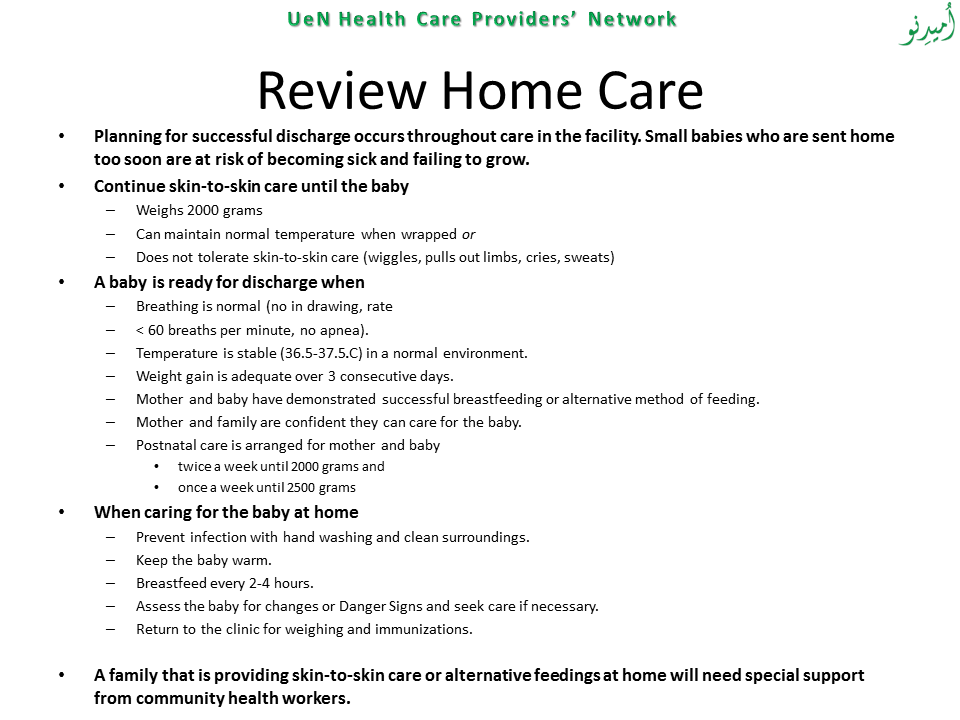 UeN Health Care Providers’ Network
اُمیدِنو
Review Home Care
• Planning for successful discharge occurs throughout care in the facility. Small babies who are sent home
too soon are at risk of becoming sick and failing to grow.
• Continue skin-to-skin care until the baby
– Weighs 2000 grams
– Can maintain normal temperature when wrapped or
– Does not tolerate skin-to-skin care (wiggles, pulls out limbs, cries, sweats)
• A baby is ready for discharge when
– Breathing is normal (no in drawing, rate
– < 60 breaths per minute, no apnea).
– Temperature is stable (36.5-37.5.C) in a normal environment.
– Weight gain is adequate over 3 consecutive days.
– Mother and baby have demonstrated successful breastfeeding or alternative method of feeding.
– Mother and family are confident they can care for the baby.
– Postnatal care is arranged for mother and baby
• twice a week until 2000 grams and
• once a week until 2500 grams
• When caring for the baby at home
– Prevent infection with hand washing and clean surroundings.
– Keep the baby warm.
– Breastfeed every 2-4 hours.
– Assess the baby for changes or Danger Signs and seek care if necessary.
– Return to the clinic for weighing and immunizations.
• A family that is providing skin-to-skin care or alternative feedings at home will need special support
from community health workers.